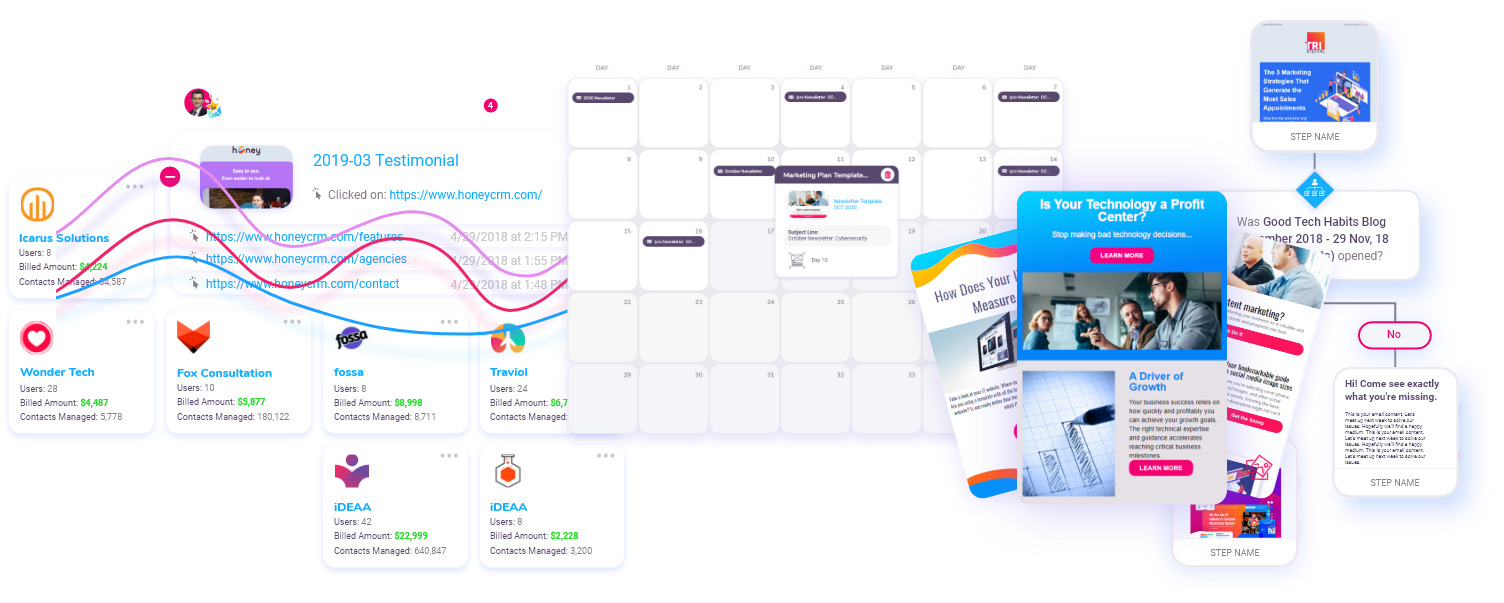 4
honey
Easy to use.
Even easier to look at.
2019-03 Testimonial
Clicked on: https://www.honeycrm.com/
https://www.honeycrm.com/features
4/29/2018 at 2:15 PM
https://www.honeycrm.com/agencies
4/29/2018 at 1:55 PM
https://www.honeycrm.com/contact
4/29/2018 at 1:48 PM
Icarus Solutions
Users: 8
Billed Amount: $4,224
Contacts Managed: 34,587
Wonder Tech
Users: 28
Billed Amount: $4,487
Contacts Managed: 5,778
Fox Consultation
Users: 10
Billed Amount: $5,877
Contacts Managed: 180,122
fossa
fossa
Users: 8
Billed Amount: $8,998
Contacts Managed: 8,711
Traviol
Users: 24
Billed Amount: $6,7
Contacts Managed:
iDEAA
Users: 42
Billed Amount: $22,999
Contacts Managed: 640,847
iDEAA
Users: 8
Billed Amount: $2,228
Contacts Managed: 3,200
DAY DAY DAY DAY DAY DAY DAY
1 2 3 4 5 6 7
8 9 10 11 12 13 14
October Newsletter
15 16 19 20
22 23 24 25 26
29 30 31 31 32 33
Marketing Plan Template...
Newsletter Template
OCT 2020
Subject Line:
October Newsletter: Cybersecurity
Day 10
How Does Your
Measure
Is Your Technology a Profit
Center?
Stop making bad technology decisions...
LEARN MORE
A Driver of
Growth
Your business success relies on
how quickly and profitably you
can achieve your growth goals.
The right technical expertise
and guidance accelerates
reaching critical business
milestones.
LEARN MORE
tent marketing?
Your bookmarkable guide
social media image sizes
Get the Scoop
TRI
DIGITAL
The 3 Marketing
Strategies That
Generate the
Most Sales
Appointments
STEP NAME
Was Good Tech Habits Blog
mber 2018 - 29 Nov, 18
opened?
No
Hi! Come see exactly
what you're missing.
This is your email content. Let's
meet up next week to solve our
issues. Hopefully we'll find a happy
medium. This is your email content.
Let's meet up next week to solve our
issues. Hopefully we'll find a happy
medium. This is your email content.
Let's meet up next week to solve our
issues.
STEP NAME
STEP NAME